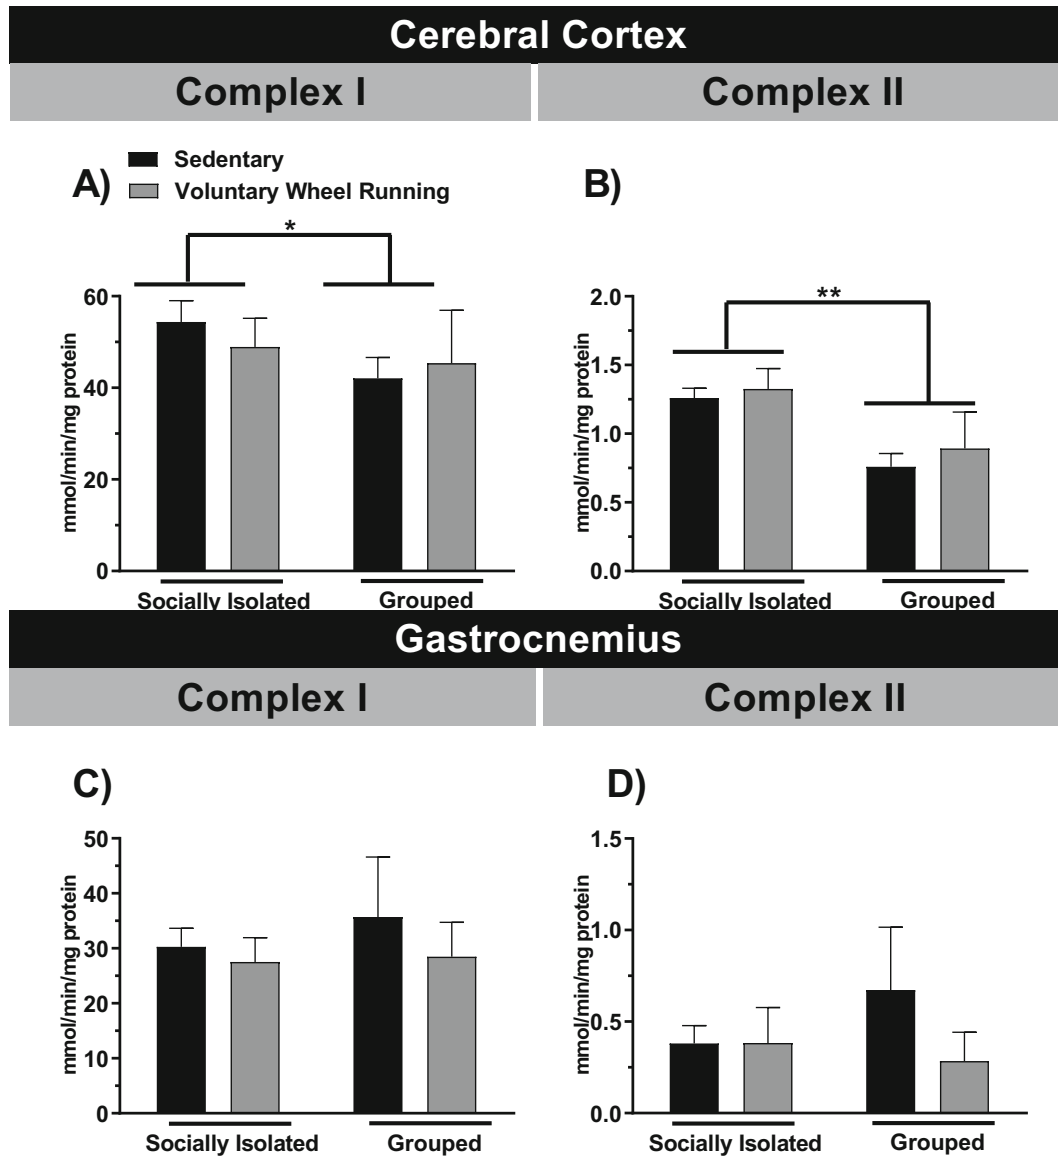 Cerebral Cortex
Complex I
Complex II
A)
Sedentary
Voluntary Wheel Running
*
mmol/min/mg protein
60
40
20
0
Socially Isolated
Grouped
B)
**
mmol/min/mg protein
2.0
1.5
1.0
0.5
0.0
Socially Isolated
Grouped
Gastrocnemius
Complex I
Complex II
C)
mmol/min/mg protein
50
40
30
20
10
0
Socially Isolated
Grouped
D)
mmol/min/mg protein
1.5
1.0
0.5
0.0
Socially Isolated
Grouped